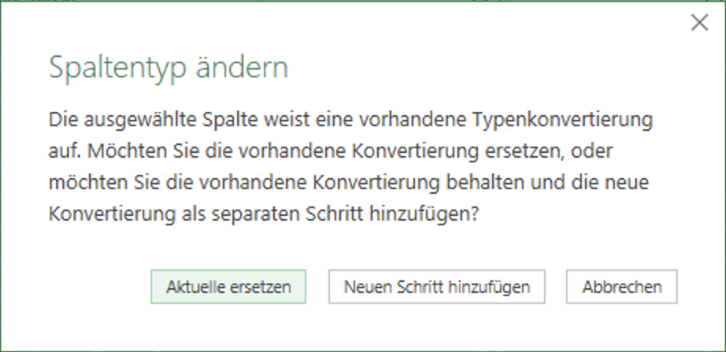 Spaltentyp ändern
Die ausgewählte Spalte weist eine vorhandene Typenkonvertierung
auf. Möchten Sie die vorhandene Konvertierung ersetzen, oder
möchten Sie die vorhandene Konvertierung behalten und die neue
Konvertierung als separaten Schritt hinzufügen?
Aktuelle ersetzen
Neuen Schritt hinzufügen
Abbrechen